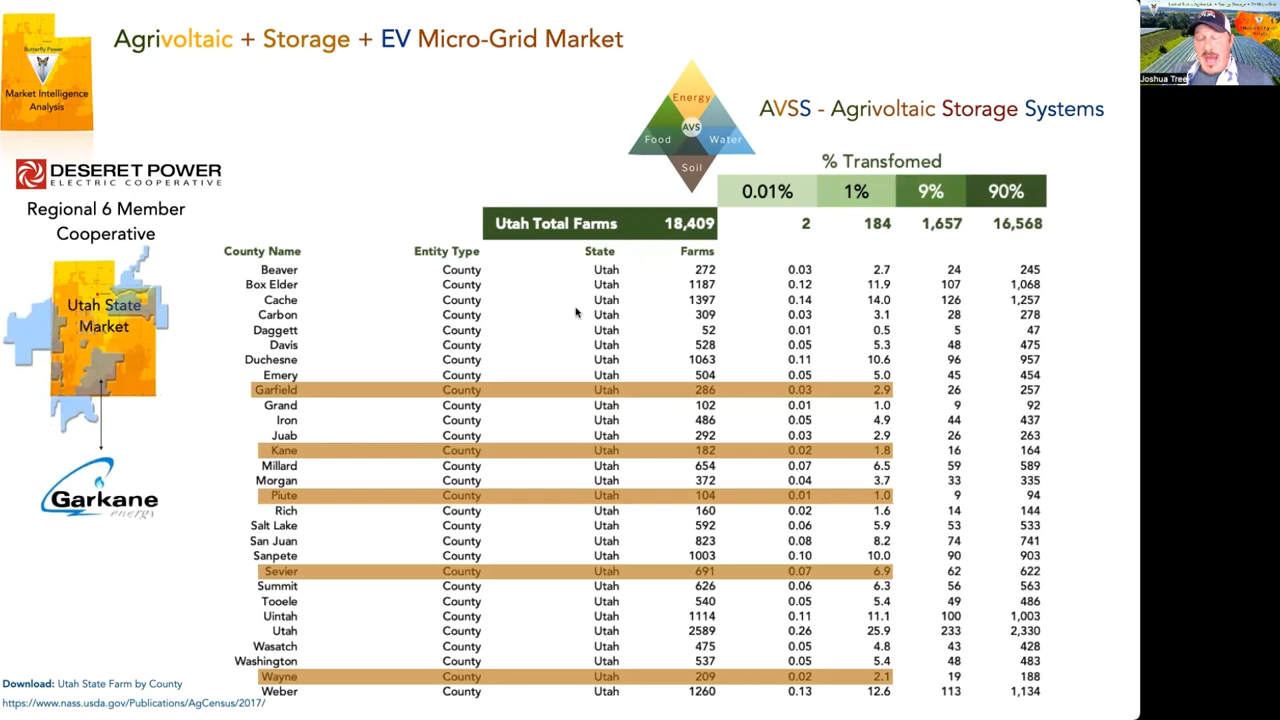 Agrivoltaic + Storage + EV Micro-Grid Market
Butterfly Power
Market Intelligence
Analysis
DESERET POWER
ELECTRIC COOPERATIVE
Regional 6 Member
Cooperative
Utah State
Market
Garkane
energy
Energy
Food
AVS
Water
Soil
AVSS - Agrivoltaic Storage Systems
% Transfomed
0.01% 1% 9% 90%
Utah Total Farms 18,409 2 184 1,657 16,568
County Name Entity Type State Farms
Beaver County Utah 272 0.03 2.7 24 245
Box Elder County Utah 1187 0.12 11.9 107 1,068
Cache County Utah 1397 0.14 14.0 126 1,257
Carbon County Utah 309 0.03 3.1 28 278
Daggett County Utah 52 0.01 0.5 5 47
Davis County Utah 528 0.05 5.3 48 475
Duchesne County Utah 1063 0.11 10.6 96 957
Emery County Utah 504 0.05 5.0 45 454
Garfield County Utah 286 0.03 2.9 26 257
Grand County Utah 102 0.01 1.0 9 92
Iron County Utah 486 0.05 4.9 44 437
Juab County Utah 292 0.03 2.9 26 263
Kane County Utah 182 0.02 1.8 16 164
Millard County Utah 654 0.07 6.5 59 589
Morgan County Utah 372 0.04 3.7 33 335
Piute County Utah 104 0.01 1.0 9 94
Rich County Utah 160 0.02 1.6 14 144
Salt Lake County Utah 592 0.06 5.9 53 533
San Juan County Utah 823 0.08 8.2 74 741
Sanpete County Utah 1003 0.10 10.0 90 903
Sevier County Utah 691 0.07 6.9 62 622
Summit County Utah 626 0.06 6.3 56 563
Tooele County Utah 540 0.05 5.4 49 486
Uintah County Utah 1114 0.11 11.1 100 1,003
Utah County Utah 2589 0.26 25.9 233 2,330
Wasatch County Utah 475 0.05 4.8 43 428
Washington County Utah 537 0.05 5.4 48 483
Wayne County Utah 209 0.02 2.1 19 188
Weber County Utah 1260 0.13 12.6 113 1,134
Download: Utah State Farm by County
https://www.nass.usda.gov/Publications/AgCensus/2017/
Joshua Tree